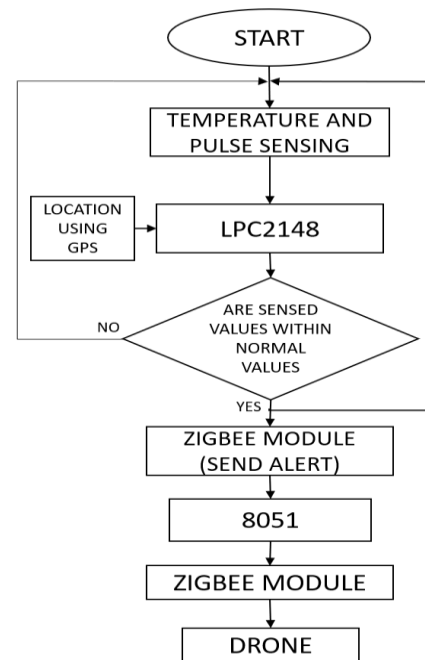 START
TEMPERATURE AND
PULSE SENSING
LOCATION
USING
GPS
LPC2148
ARE SENSED
VALUES WITHIN
NORMAL
VALUES
NO
YES
ZIGBEE MODULE
(SEND ALERT)
8051
ZIGBEE MODULE
DRONE